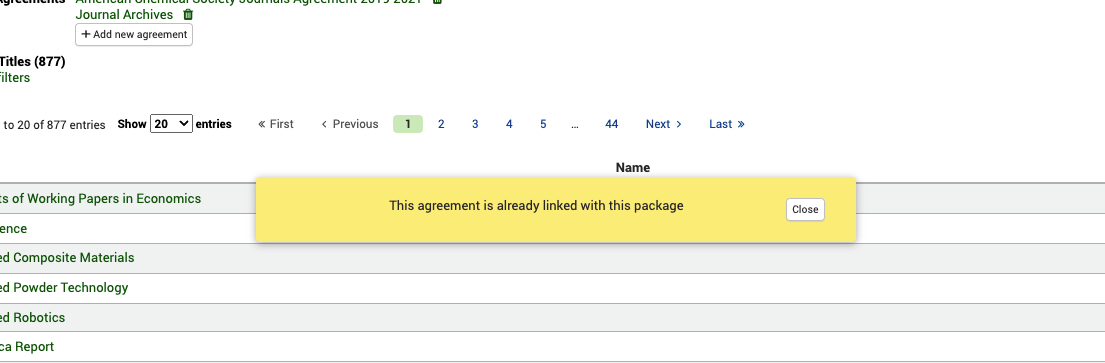 Agreements American Chemical Society Journals Agreement 2019-2021
Journal Archives
+ Add new agreement
Titles (877)
filters
to 20 of 877 entries Show 20 entries « First ‹ Previous 1 2 3 4 5 ... 44 Next › Last »
Name
ts of Working Papers in Economics
This agreement is already linked with this package
Close
ence
ed Composite Materials
ed Powder Technology
ed Robotics
ca Report